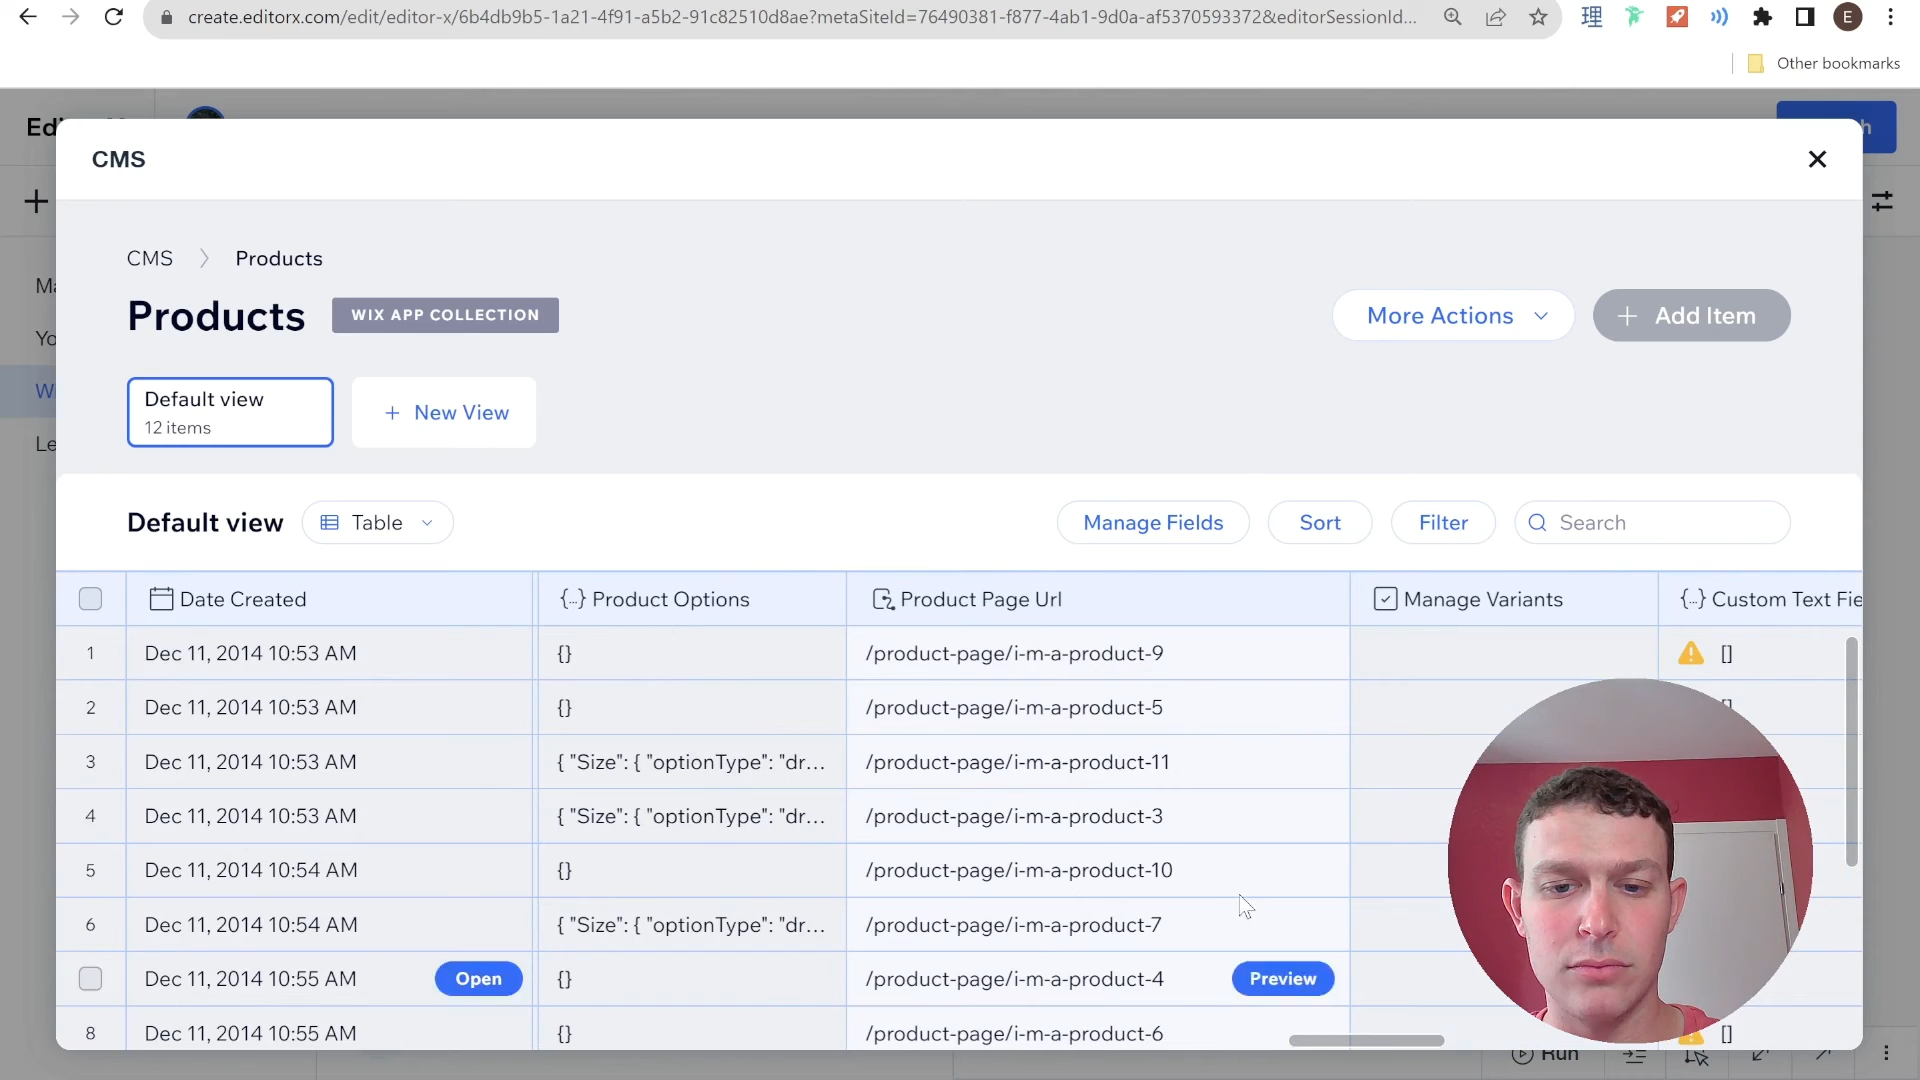 create.editorx.com/edit/editor-x/6b4db9b5-1a21-4f91-a5b2-91c82510d8ae?metaSiteId=76490381-f877-4ab1-9d0a-af5370593372&editorSessionId...
理
E
Other bookmarks
CMS
CMS
Products
Products
WIX APP COLLECTION
More Actions
+ Add Item
Default view
12 items
+ New View
Default view
Table
Manage Fields
Sort
Filter
Search
Date Created
{...} Product Options
Product Page Url
Manage Variants
{...} Custom Text Fie
1 Dec 11, 2014 10:53 AM {} /product-page/i-m-a-product-9 []
2 Dec 11, 2014 10:53 AM {} /product-page/i-m-a-product-5
3 Dec 11, 2014 10:53 AM { "Size": { "optionType": "dr... /product-page/i-m-a-product-11
4 Dec 11, 2014 10:53 AM { "Size": { "optionType": "dr... /product-page/i-m-a-product-3
5 Dec 11, 2014 10:54 AM {} /product-page/i-m-a-product-10
6 Dec 11, 2014 10:54 AM { "Size": { "optionType": "dr... /product-page/i-m-a-product-7
Dec 11, 2014 10:55 AM Open {} /product-page/i-m-a-product-4 Preview
8 Dec 11, 2014 10:55 AM {} /product-page/i-m-a-product-6 []
Run